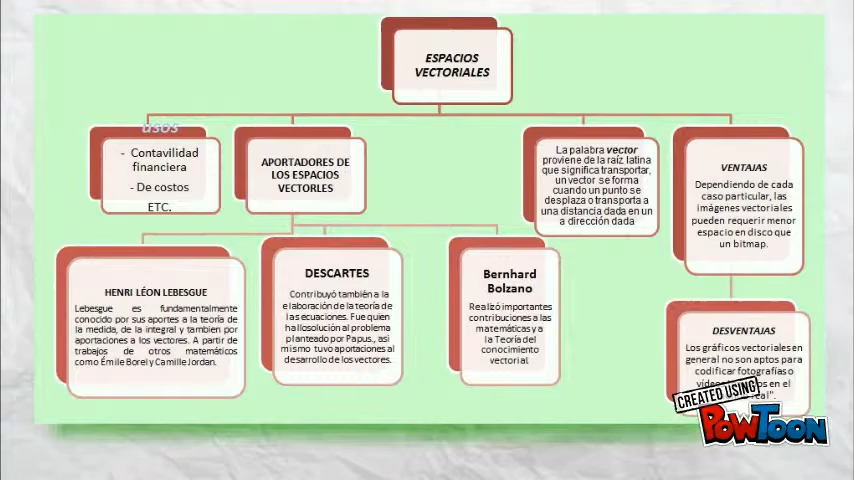 ESPACIOS
VECTORIALES
usos
- Contavilidad
financiera
- De costos
ETC.
APORTADORES DE
LOS ESPACIOS
VECTORLES
La palabra vector
proviene de la raíz latina
que significa transportar,
un vector se forma
cuando un punto se
desplaza o transporta a
una distancia dada en un
a dirección dada
VENTAJAS
Dependiendo de cada
caso particular, las
imágenes vectoriales
pueden requerir menor
espacio en disco que
un bitmap.
HENRI LÉON LEBESGUE
Lebesgue es fundamentalmente
conocido por sus aportes a la teoría de
la medida, de la integral y tambien por
aportaciones a los vectores. A partir de
trabajos de otros matemáticos
como Émile Borel y Camille Jordan.
DESCARTES
Contribuyó también a la
elaboración de la teoría de
las ecuaciones. Fue quien
halló solución al problema
planteado por Papus., asi
mismo tuvo aportaciones al
desarrollo de los vectores.
Bernhard
Bolzano
Realizó importantes
contribuciones a las
matemáticas y a
la Teoría del
conocimiento
vectorial.
DESVENTAJAS
Los gráficos vectoriales en
general no son aptos para
codificar fotografías o
en el
real".
CREATED USING
POWTOON